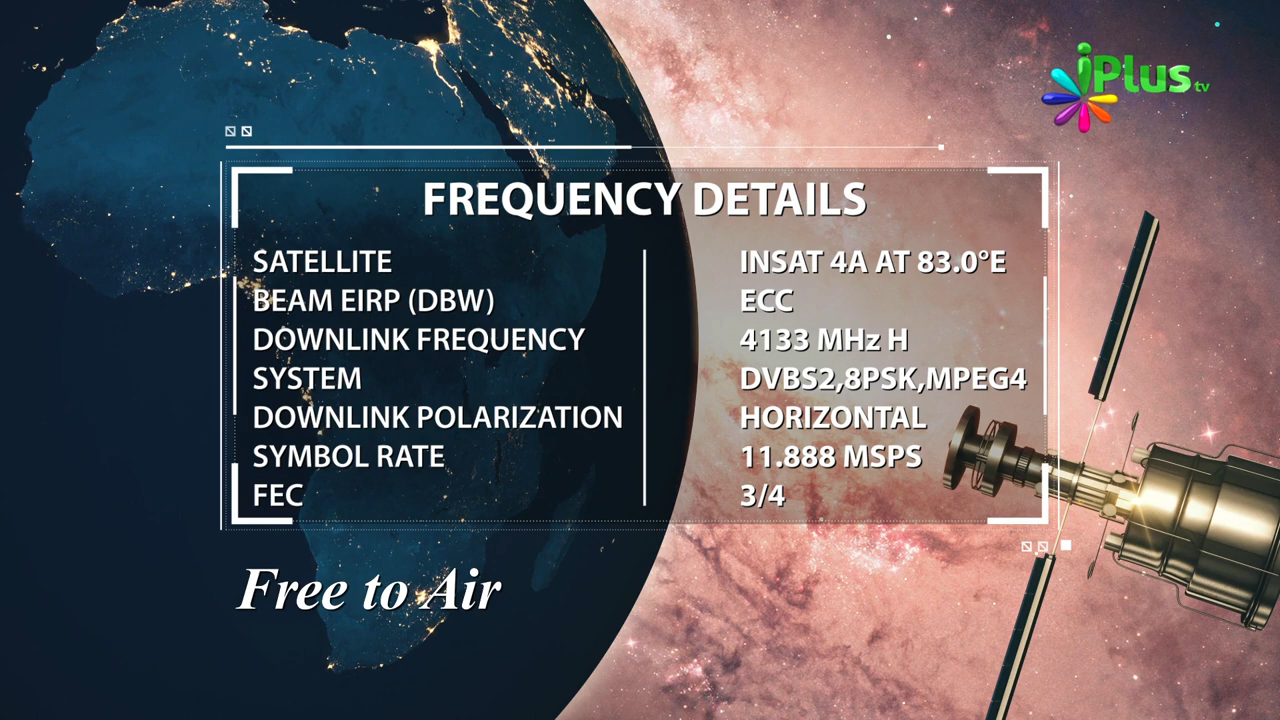 iPlus tv
FREQUENCY DETAILS
SATELLITE INSAT 4A AT 83.0°E
BEAM EIRP (DBW) ECC
DOWNLINK FREQUENCY 4133 MHz H
SYSTEM DVBS2,8PSK,MPEG4
DOWNLINK POLARIZATION HORIZONTAL
SYMBOL RATE 11.888 MSPS
FEC 3/4
Free to Air